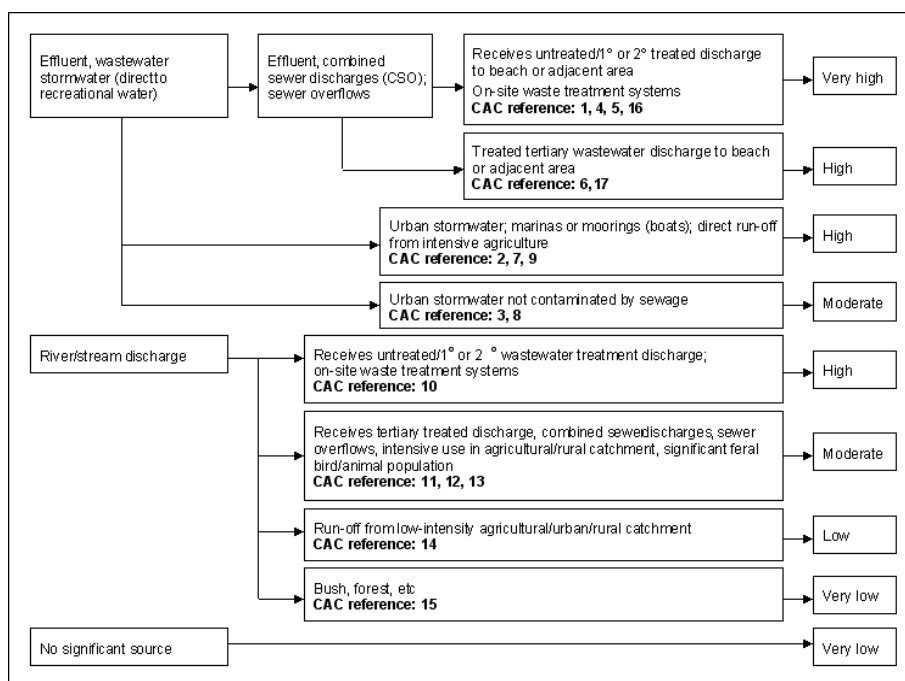 Effluent, wastewater
stormwater (directto
recreational water)
Effluent, combined
sewer discharges (CSO);
sewer overflows
Receives untreated/1° or 2° treated discharge
to beach or adjacent area
On-site waste treatment systems
CAC reference: 1, 4, 5, 16
Very high
Treated tertiary wastewater discharge to beach
or adjacent area
CAC reference: 6, 17
High
Urban stormwater; marinas or moorings (boats); direct run-off
from intensive agriculture
CAC reference: 2, 7, 9
High
Urban stormwater not contaminated by sewage
CAC reference: 3, 8
Moderate
River/stream discharge
Receives untreated/1° or 2 ° wastewater treatment discharge;
on-site waste treatment systems
CAC reference: 10
High
Receives tertiary treated discharge, combined sewerdischarges, sewer
overflows, intensive use in agricultural/rural catchment, significant feral
bird/animal population
CAC reference: 11, 12, 13
Moderate
Run-off from low-intensity agricultural/urban/rural catchment
CAC reference: 14
Low
Bush, forest, etc
CAC reference: 15
Very low
No significant source
Very low